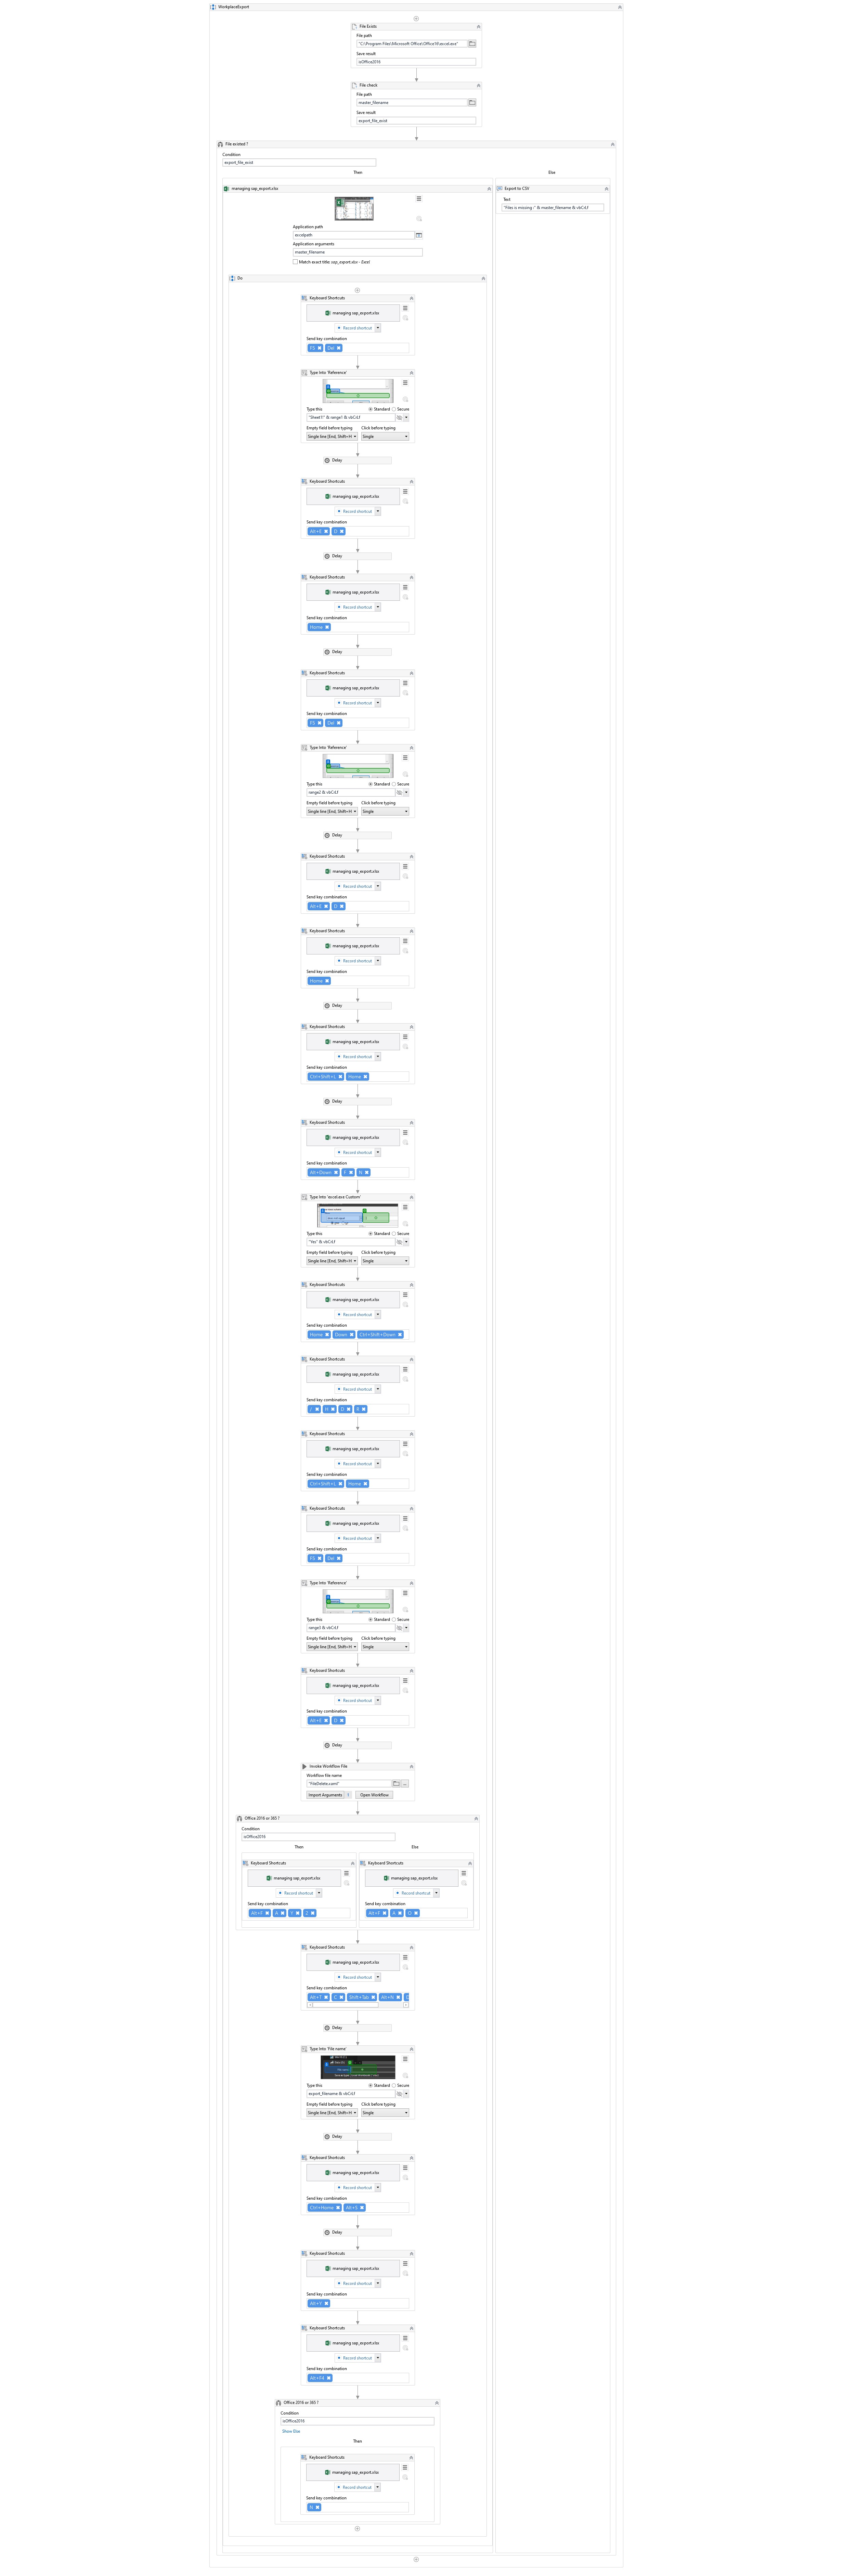 WorkplaceExport
File Exists
File path
"C:\Program Files\Microsoft Office\Office16\excel.exe"
Save result
isOffice2016
File check
File path
master_filename
Save result
export_file_exist
File existed ?
Condition
export_file_exist
Then
Else
managing sap_export.xlsx
Export to CSV
Text
"Files is missing :" & master_filename & vbCrLf
Application path
excelpath
Application arguments
master_filename
Match exact title: sap_export.xlsx - Excel
Do
Keyboard Shortcuts
managing sap_export.xlsx
Record shortcut
Send key combination
F5 Del
Type Into 'Reference'
Type this
Standard Secure
"Sheet1!" & range1 & vbCrLf
Empty field before typing Click before typing
Single line [End, Shift+H Single
Delay
Keyboard Shortcuts
managing sap_export.xlsx
Record shortcut
Send key combination
Alt+E D
Delay
Keyboard Shortcuts
managing sap_export.xlsx
Record shortcut
Send key combination
Home
Delay
Keyboard Shortcuts
managing sap_export.xlsx
Record shortcut
Send key combination
F5 Del
Type Into 'Reference'
Type this
Standard Secure
range2 & vbCrLf
Empty field before typing Click before typing
Single line [End, Shift+H Single
Delay
Keyboard Shortcuts
managing sap_export.xlsx
Record shortcut
Send key combination
Alt+E D
Keyboard Shortcuts
managing sap_export.xlsx
Record shortcut
Send key combination
Home
Delay
Keyboard Shortcuts
managing sap_export.xlsx
Record shortcut
Send key combination
Ctrl+Shift+L Home
Delay
Keyboard Shortcuts
managing sap_export.xlsx
Record shortcut
Send key combination
Alt+Down F N
Type Into 'excel.exe Custom'
Type this
Standard Secure
"Yes" & vbCrLf
Empty field before typing Click before typing
Single line [End, Shift+H Single
Keyboard Shortcuts
managing sap_export.xlsx
Record shortcut
Send key combination
Home Down Ctrl+Shift+Down
Keyboard Shortcuts
managing sap_export.xlsx
Record shortcut
Send key combination
H D R
Keyboard Shortcuts
managing sap_export.xlsx
Record shortcut
Send key combination
Ctrl+Shift+L Home
Keyboard Shortcuts
managing sap_export.xlsx
Record shortcut
Send key combination
F5 Del
Type Into 'Reference'
Type this
Standard Secure
range3 & vbCrLf
Empty field before typing Click before typing
Single line [End, Shift+H Single
Keyboard Shortcuts
managing sap_export.xlsx
Record shortcut
Send key combination
Alt+E D
Delay
Invoke Workflow File
Workflow file name
"FileDelete.xaml"
Import Arguments Open Workflow
Office 2016 or 365 ?
Condition
isOffice2016
Then
Else
Keyboard Shortcuts
Keyboard Shortcuts
managing sap_export.xlsx
managing sap_export.xlsx
Record shortcut
Record shortcut
Send key combination
Send key combination
Alt+F A Y 2
Alt+F A O
Keyboard Shortcuts
managing sap_export.xlsx
Record shortcut
Send key combination
Alt+T C Shift+Tab Alt+N
Delay
Type Into 'File name'
Type this
Standard Secure
export_filename & vbCrLf
Empty field before typing Click before typing
Single line [End, Shift+H Single
Delay
Keyboard Shortcuts
managing sap_export.xlsx
Record shortcut
Send key combination
Ctrl+Home Alt+S
Delay
Keyboard Shortcuts
managing sap_export.xlsx
Record shortcut
Send key combination
Alt+Y
Keyboard Shortcuts
managing sap_export.xlsx
Record shortcut
Send key combination
Alt+F4
Office 2016 or 365 ?
Condition
isOffice2016
Show Else
Then
Keyboard Shortcuts
managing sap_export.xlsx
Record shortcut
Send key combination
N